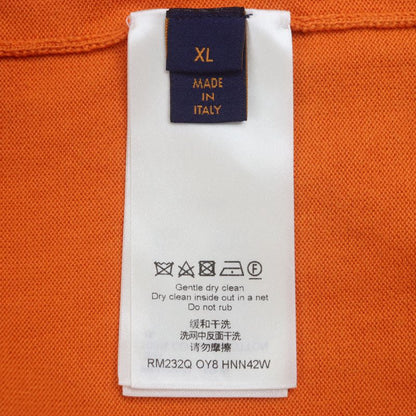 XL
MADE
IN
ITALY
Gentle dry clean
Dry clean inside out in a net
Do not rub
缓和干洗
洗网中反面干洗
请勿摩擦
RM232Q OY8 HNN42W